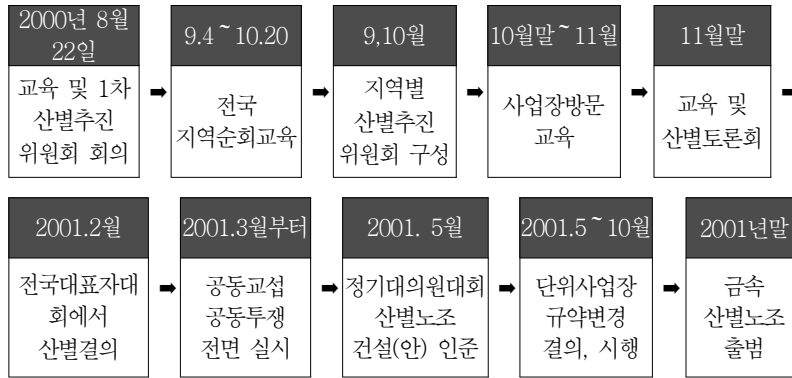 2000년 8월
22일
교육 및 1차
산별추진
위원회 회의
➡
9.4~10.20
전국
지역순회교육
➡
9,10월
지역별
산별추진
위원회 구성
➡
10월말~11월
사업장방문
교육
➡
11월말
교육 및
산별토론회
➡
2001.2월
전국대표자대
회에서
산별결의
➡
2001.3월부터
공동교섭
공동투쟁
전면 실시
➡
2001. 5월
정기대의원대회
산별노조
건설(안) 인준
➡
2001.5~10월
단위사업장
규약변경
결의, 시행
➡
2001년말
금속
산별노조
출범